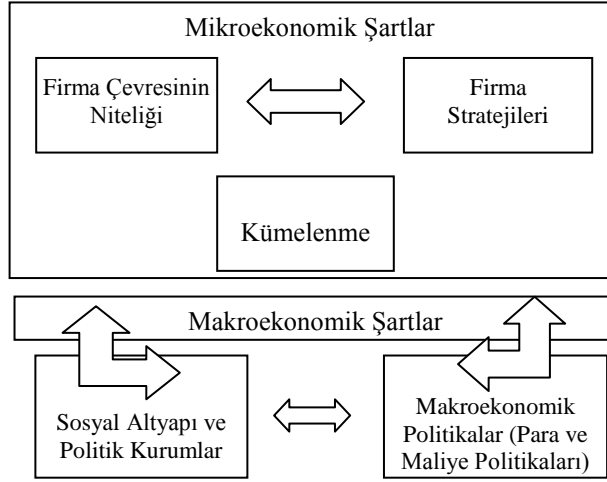 Mikroekonomik Şartlar
Firma Çevresinin
Niteliği
Firma
Stratejileri
Kümelenme
Makroekonomik Şartlar
Sosyal Altyapı ve
Politik Kurumlar
Makroekonomik
Politikalar (Para ve
Maliye Politikaları)